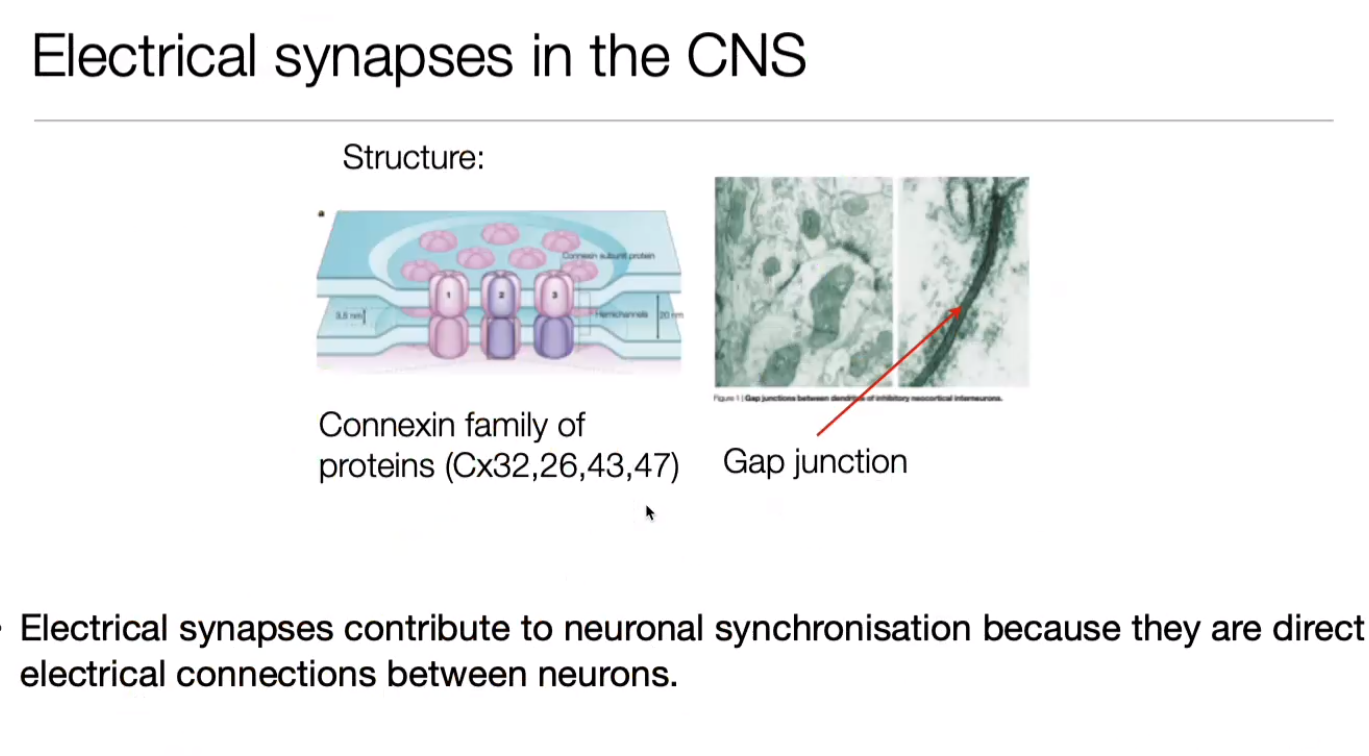 Electrical synapses in the CNS
Structure:
a
Connexin subunit protein
1 2 3
3.5 nm
Hemichannels
20 nm
Figure 1 | Gap junctions between dendrites of inhibitory neocortical interneurons.
Connexin family of
proteins (Cx32,26,43,47)
Gap junction
• Electrical synapses contribute to neuronal synchronisation because they are direct
electrical connections between neurons.